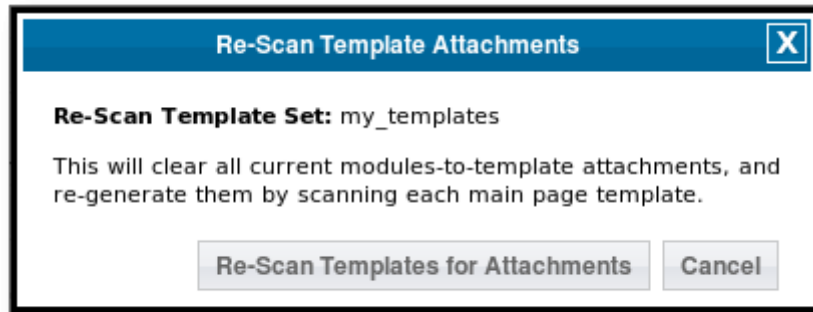 Re-Scan Template Attachments X
Re-Scan Template Set: my_templates
This will clear all current modules-to-template attachments, and
re-generate them by scanning each main page template.
Re-Scan Templates for Attachments Cancel